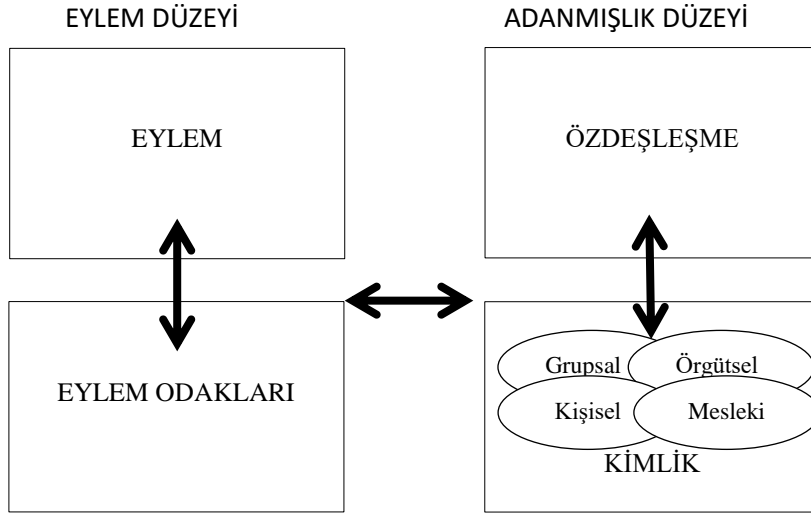 EYLEM DÜZEYİ
ADANMIŞLIK DÜZEYİ
EYLEM
ÖZDEŞLEŞME
EYLEM ODAKLARI
Grupsal
Örgütsel
Kişisel
Mesleki
KİMLİK